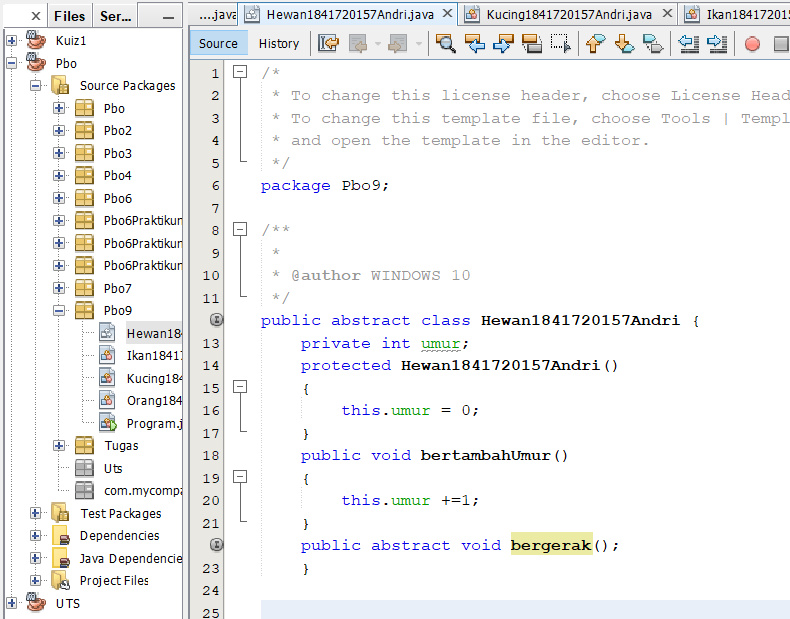 Files
Ser...
Kuiz1
Pbo
Source Packages
Pbo
Pbo2
Pbo3
Pbo4
Pbo6
Pbo6Praktikun
Pbo6Praktikun
Pbo6Praktikun
Pbo7
Pbo9
Hewan18
Ikan1841
Kucing184
Orang184
Program.j
Tugas
Uts
com.mycompa
Test Packages
Dependencies
Java Dependencie
Project Files
UTS
....java
Hewan1841720157Andri.java
Kucing1841720157Andri.java
Ikan184172015
Source
History
1 /*
2 * To change this license header, choose License Head
3 * To change this template file, choose Tools | Templ
4 * and open the template in the editor.
5 */
6 package Pbo9;
7
8 /**
9 *
10 * @author WINDOWS 10
11 */
public abstract class Hewan1841720157Andri {
13 private int umur;
14 protected Hewan1841720157Andri()
15 {
16 this.umur = 0;
17 }
18 public void bertambahUmur()
19 {
20 this.umur +=1;
21 }
public abstract void bergerak();
23 }
24
25